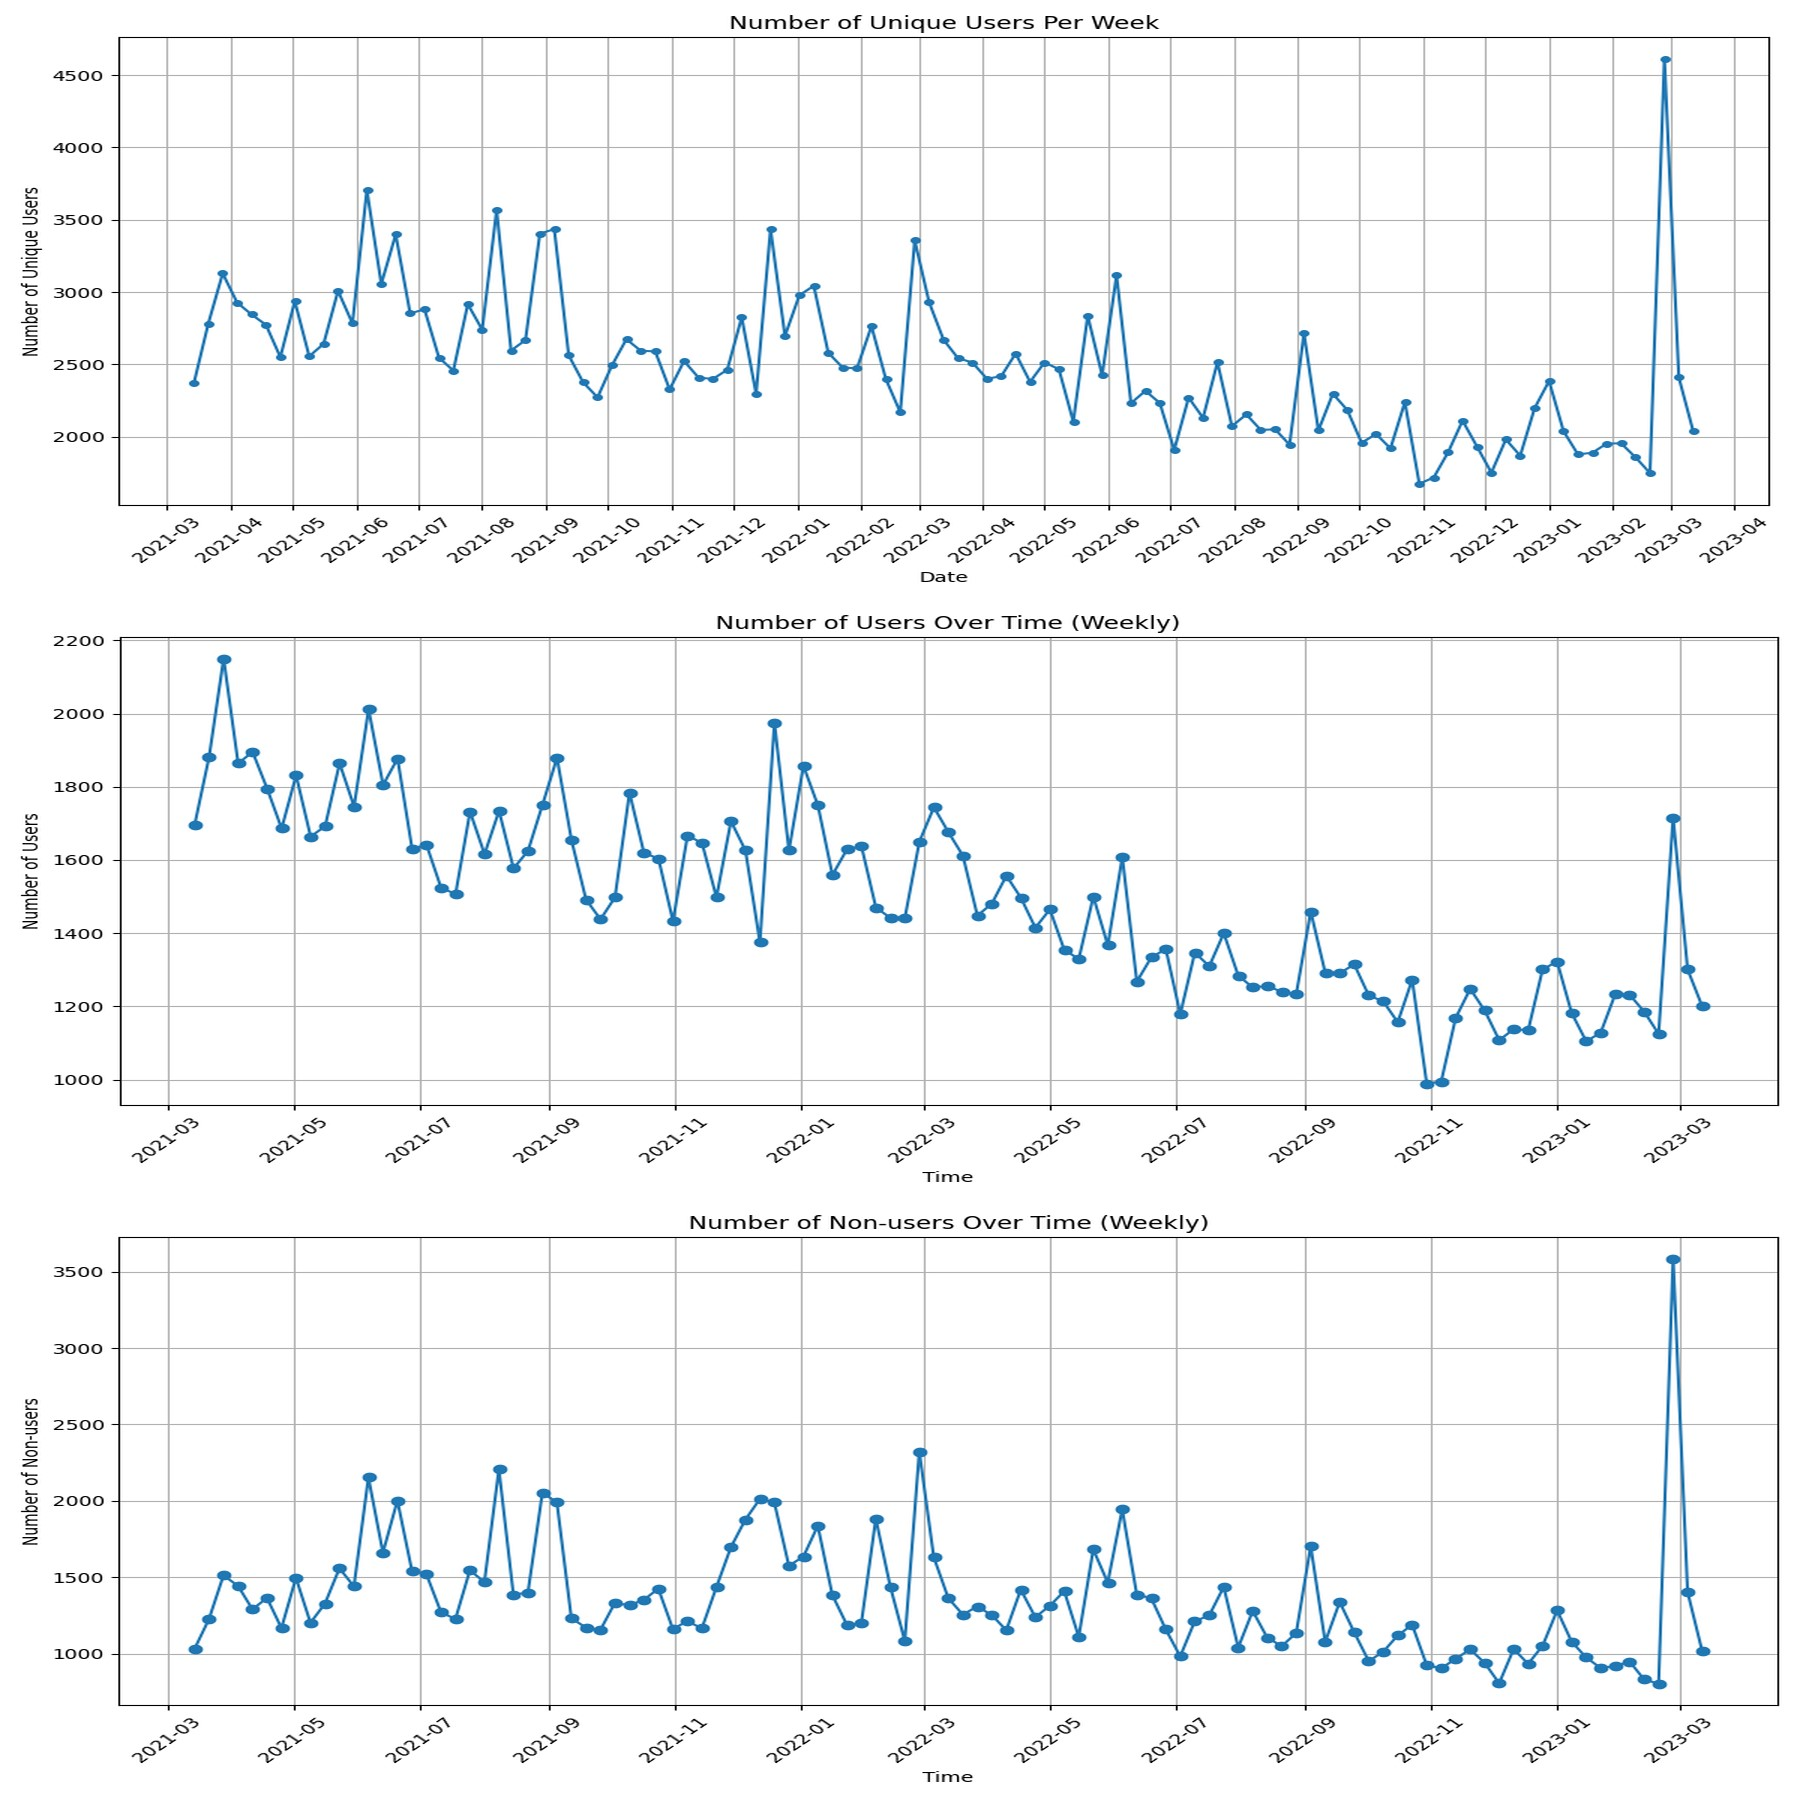 Number of Unique Users Per Week
Number of Unique Users
4500
4000
3500
3000
2500
2000
2021-03 2021-04 2021-05 2021-06 2021-07 2021-08 2021-09 2021-10 2021-11 2021-12 2022-01 2022-02 2022-03 2022-04 2022-05 2022-06 2022-07 2022-08 2022-09 2022-10 2022-11 2022-12 2023-01 2023-02 2023-03 2023-04
Date
Number of Users Over Time (Weekly)
Number of Users
2200
2000
1800
1600
1400
1200
1000
2021-03 2021-05 2021-07 2021-09 2021-11 2022-01 2022-03 2022-05 2022-07 2022-09 2022-11 2023-01 2023-03
Time
Number of Non-users Over Time (Weekly)
Number of Non-users
3500
3000
2500
2000
1500
1000
2021-03 2021-05 2021-07 2021-09 2021-11 2022-01 2022-03 2022-05 2022-07 2022-09 2022-11 2023-01 2023-03
Time